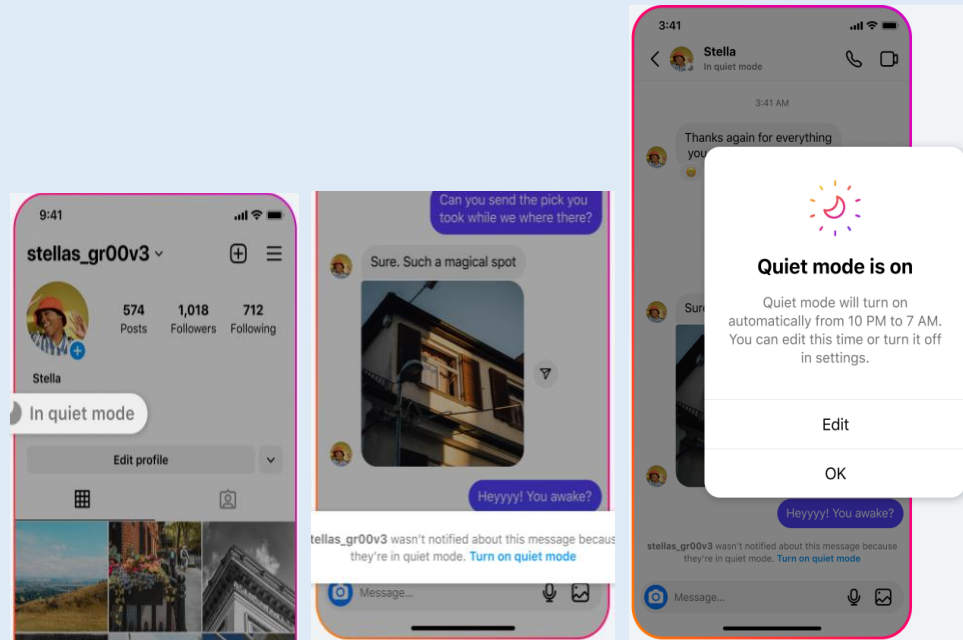 9:41
stellas_gr00v3
574
1,018
712
Posts
Followers
Following
Stella
In quiet mode
Edit profile
Can you send the pick you
took while we where there?
Sure. Such a magical spot
Heyyyy! You awake?
tellas_gr00v3 wasn't notified about this message becaus
they're in quiet mode. Turn on quiet mode
Message...
3:41
Stella
In quiet mode
3:41 AM
Thanks again for everything
you
Sur
Quiet mode is on
Quiet mode will turn on
automatically from 10 PM to 7 AM.
You can edit this time or turn it off
in settings.
Edit
OK
Heyyyy! You awake?
stellas_gr00v3 wasn't notified about this message because
they're in quiet mode. Turn on quiet mode
Message...